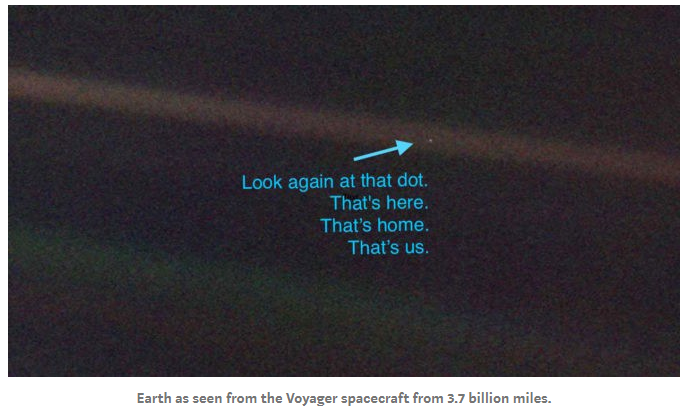 Look again at that dot.
That's here.
That's home.
That's us.
Earth as seen from the Voyager spacecraft from 3.7 billion miles.